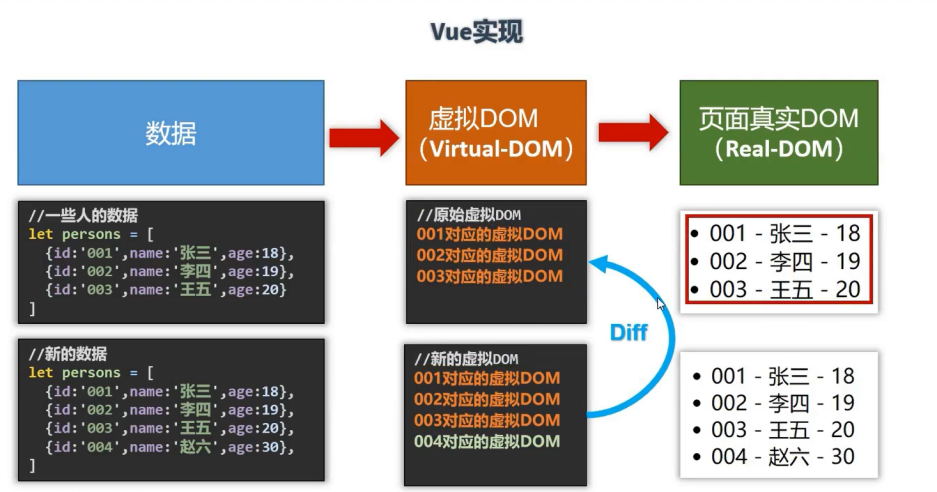 Vue实现
数据
虚拟DOM
（Virtual-DOM）
页面真实DOM
（Real-DOM）
//一些人的数据
let persons = [
{id:'001',name:'张三',age:18},
{id:'002',name:'李四',age:19},
{id:'003',name:'王五',age:20}
]
//原始虚拟DOM
001对应的虚拟DOM
002对应的虚拟DOM
003对应的虚拟DOM
• 001 - 张三 - 18
• 002 - 李四 - 19
• 003 - 王五 - 20
Diff
//新的数据
let persons = [
{id:'001',name:'张三',age:18},
{id:'002',name:'李四',age:19},
{id:'003',name:'王五',age:20},
{id:'004',name:'赵六',age:30},
]
//新的虚拟DOM
001对应的虚拟DOM
002对应的虚拟DOM
003对应的虚拟DOM
004对应的虚拟DOM
• 001 - 张三 - 18
• 002 - 李四 - 19
• 003 - 王五 - 20
• 004 - 赵六 - 30